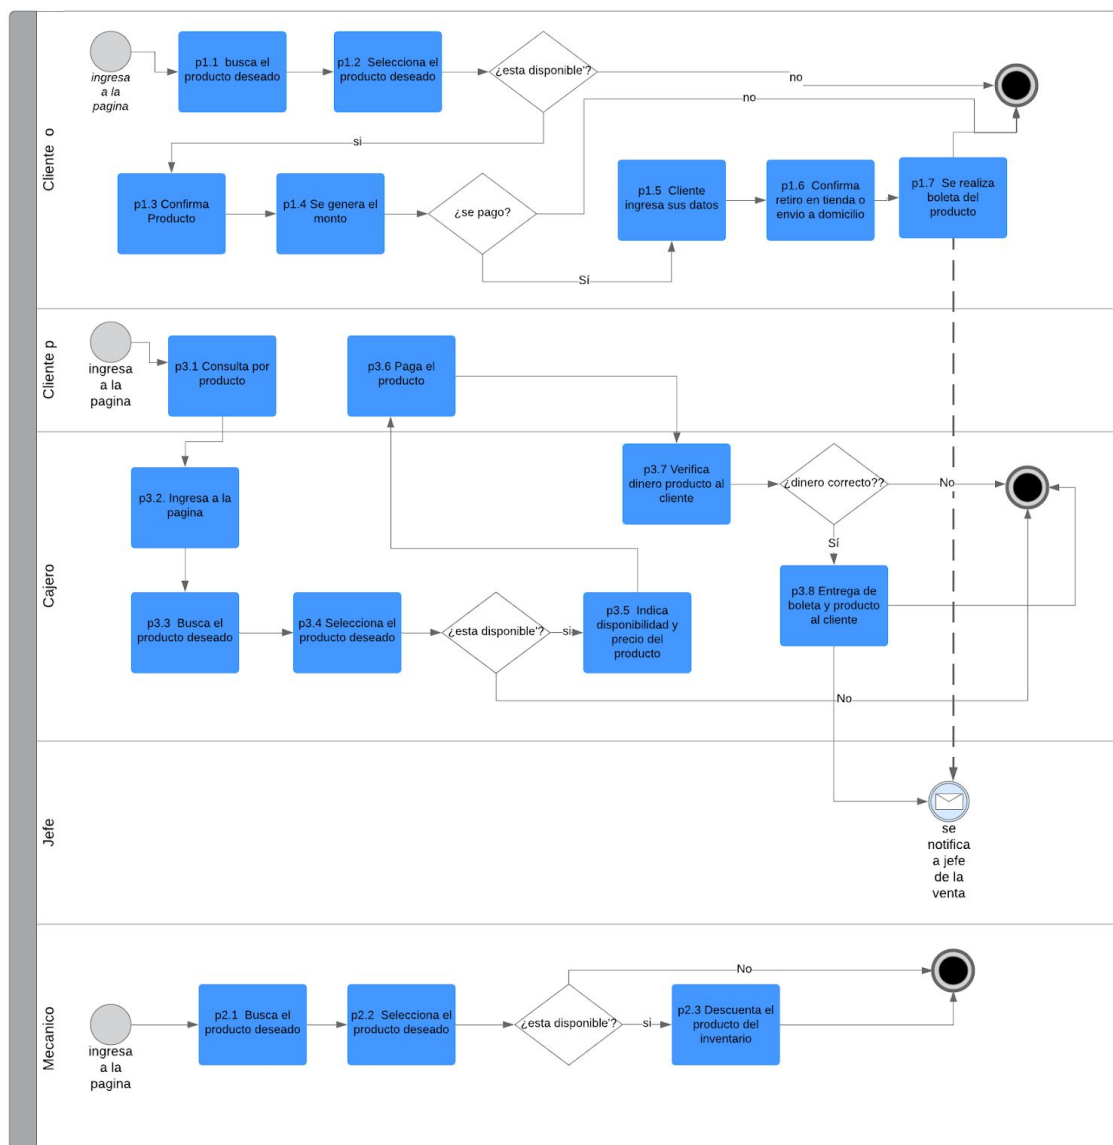 Cliente o
ingresa
a la
pagina
p1.1 busca el
producto deseado
p1.2 Selecciona el
producto deseado
¿esta disponible'?
no
no
si
p1.3 Confirma
Producto
p1.4 Se genera el
monto
¿se pago?
Sí
p1.5 Cliente
ingresa sus datos
p1.6 Confirma
retiro en tienda o
envio a domicilio
p1.7 Se realiza
boleta del
producto
Cliente p
ingresa
a la
pagina
p3.1 Consulta por
producto
p3.6 Paga el
producto
Cajero
p3.2. Ingresa a la
pagina
p3.7 Verifica
dinero producto al
cliente
¿dinero correcto??
No
Sí
p3.3 Busca el
producto deseado
p3.4 Selecciona el
producto deseado
¿esta disponible'?
si
p3.5 Indica
disponibilidad y
precio del
producto
p3.8 Entrega de
boleta y producto
al cliente
No
Jefe
se
notifica
a jefe
de la
venta
Mecanico
ingresa
a la
pagina
p2.1 Busca el
producto deseado
p2.2 Selecciona el
producto deseado
¿esta disponible'?
No
si
p2.3 Descuenta el
producto del
inventario